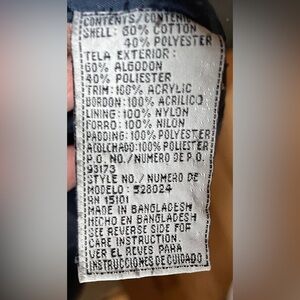 CONTENTS/CONTENIDO
SHELL: 60% COTTON
40% POLYESTER
TELA EXTERIOR:
60% ALGODON
40% POLIESTER
TRIM: 100% ACRYLIC
BORDON: 100% ACRILICO
LINING: 100% NYLON
FORRO: 100% NILON
PADDING: 100% POLYESTER
ACOLCHADO: 100% POLIESTER
P.O. NO./NUMERO DE P.O.
93173
STYLE NO./NUMERO DE
MODELO: 528024
RN 15101
MADE IN BANGLADESH
HECHO EN BANGLADESH
SEE REVERSE SIDE FOR
CARE INSTRUCTION.
VER EL REVES PARA
INSTRUCCIONES DE CUIDADO